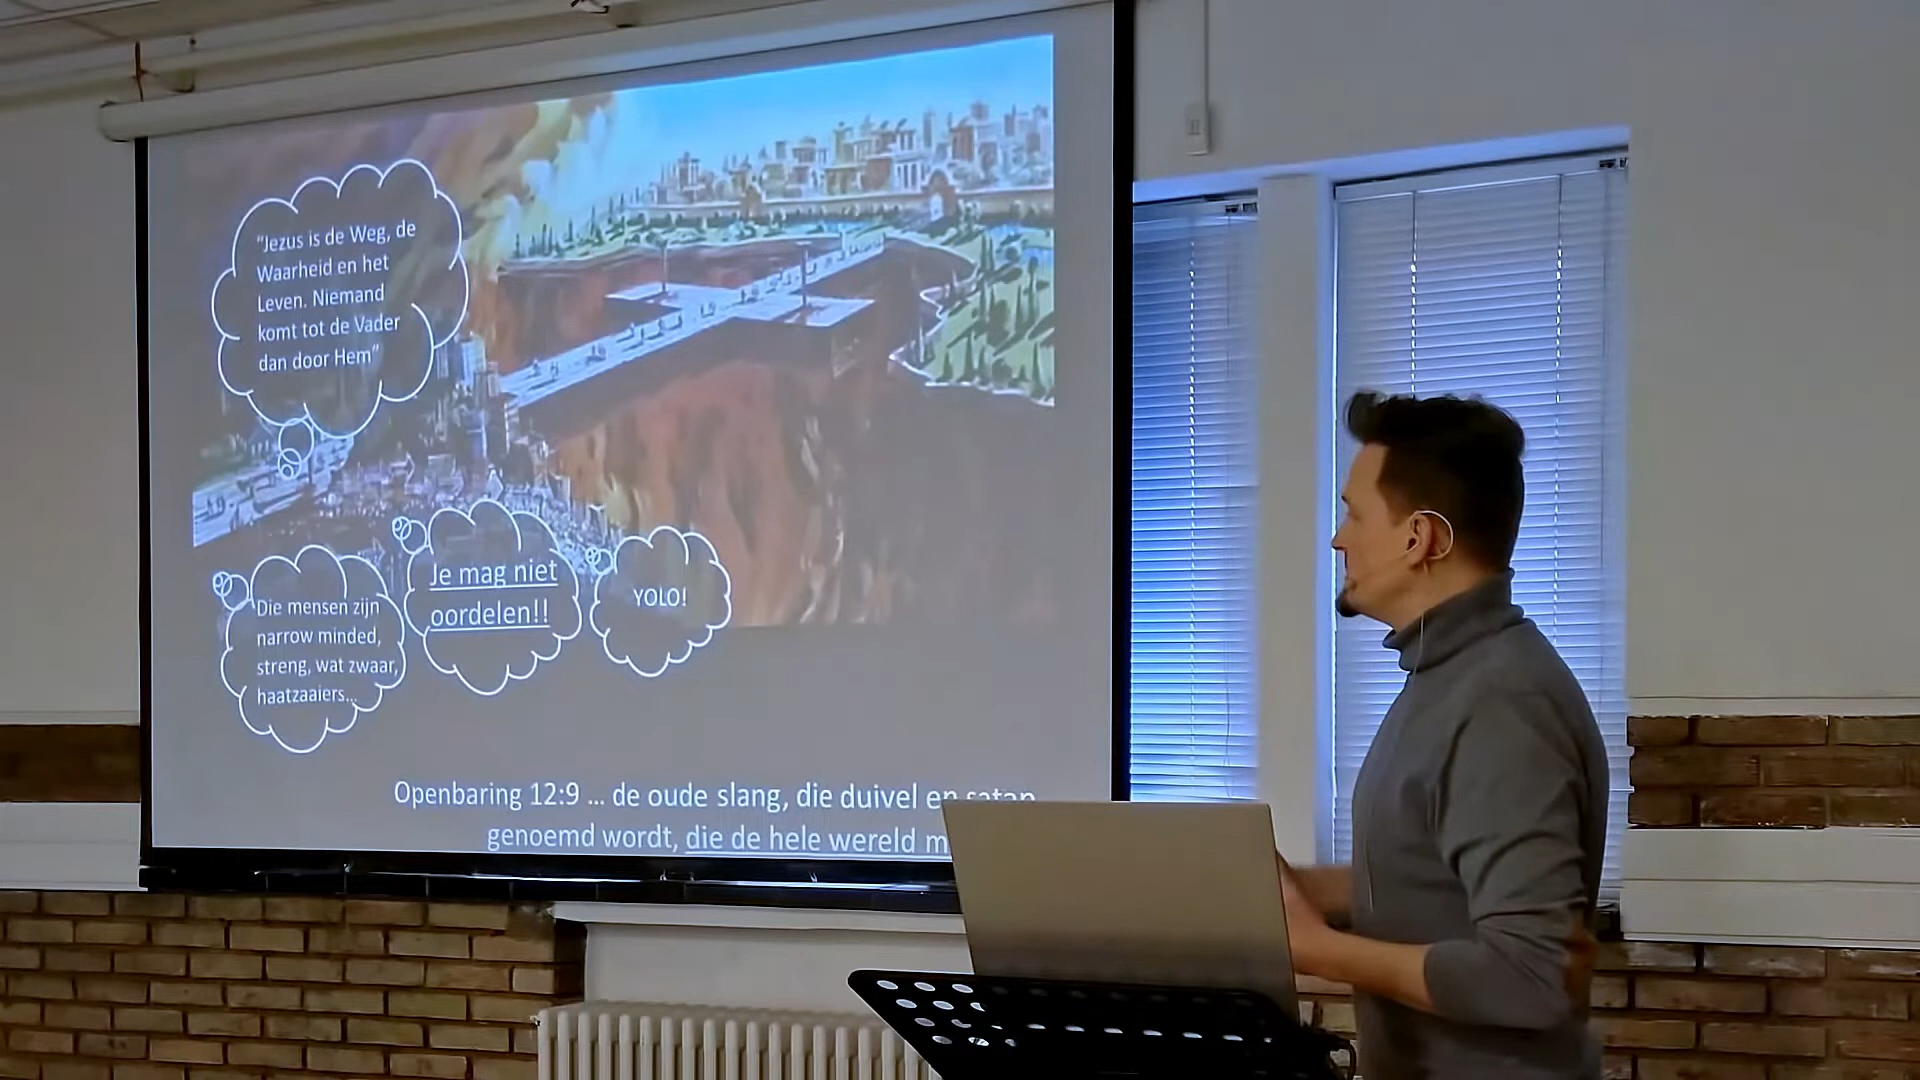 "Jezus is de Weg, de
Waarheid en het
Leven. Niemand
komt tot de Vader
dan door Hem"
Die mensen zijn
narrow minded,
streng, wat zwaar,
haatzaaiers...
Je mag niet
oordelen!!
YOLO!
Openbaring 12:9 ... de oude slang, die duivel en satan
genoemd wordt, die de hele wereld